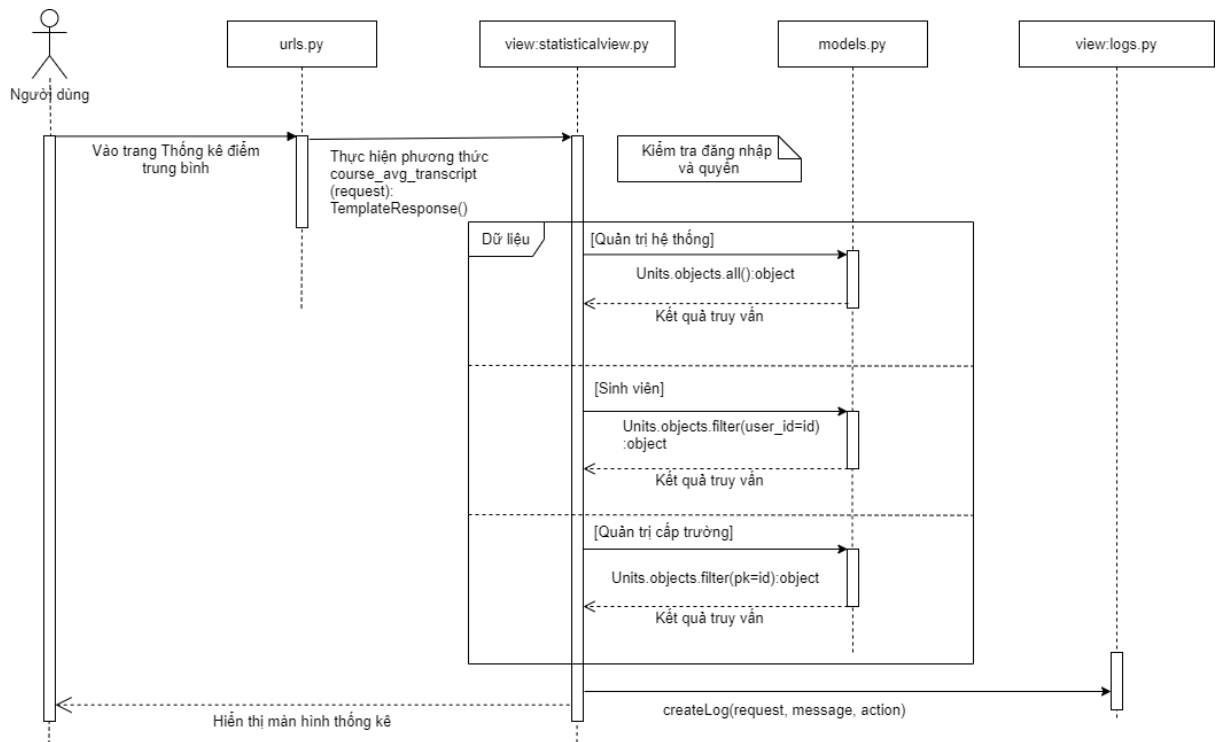 urls.py
view:statisticalview.py
models.py
view:logs.py
Người dùng
Vào trang Thống kê điểm
trung bình
Thực hiện phương thức
course_avg_transcript
(request):
TemplateResponse()
Kiểm tra đăng nhập
và quyền
Dữ liệu
[Quản trị hệ thống]
Units.objects.all():object
Kết quả truy vấn
[Sinh viên]
Units.objects.filter(user_id=id)
:object
Kết quả truy vấn
[Quản trị cấp trường]
Units.objects.filter(pk=id):object
Kết quả truy vấn
createLog(request, message, action)
Hiển thị màn hình thống kê